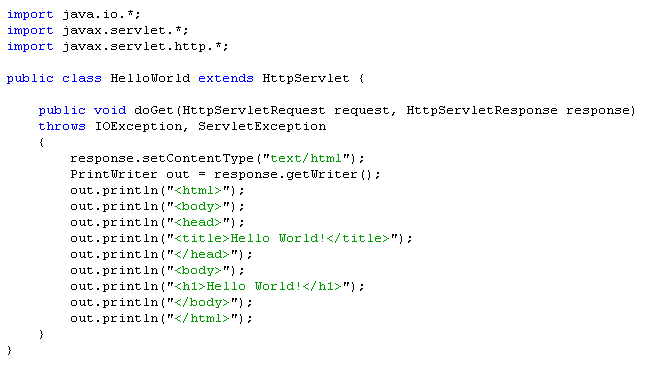 import java.io.*;
import javax.servlet.*;
import javax.servlet.http.*;

public class HelloWorld extends HttpServlet {

    public void doGet(HttpServletRequest request, HttpServletResponse response)
    throws IOException, ServletException
    {
        response.setContentType("text/html");
        PrintWriter out = response.getWriter();
        out.println("<html>");
        out.println("<body>");
        out.println("<head>");
        out.println("<title>Hello World!</title>");
        out.println("</head>");
        out.println("<body>");
        out.println("<h1>Hello World!</h1>");
        out.println("</body>");
        out.println("</html>");
    }
}